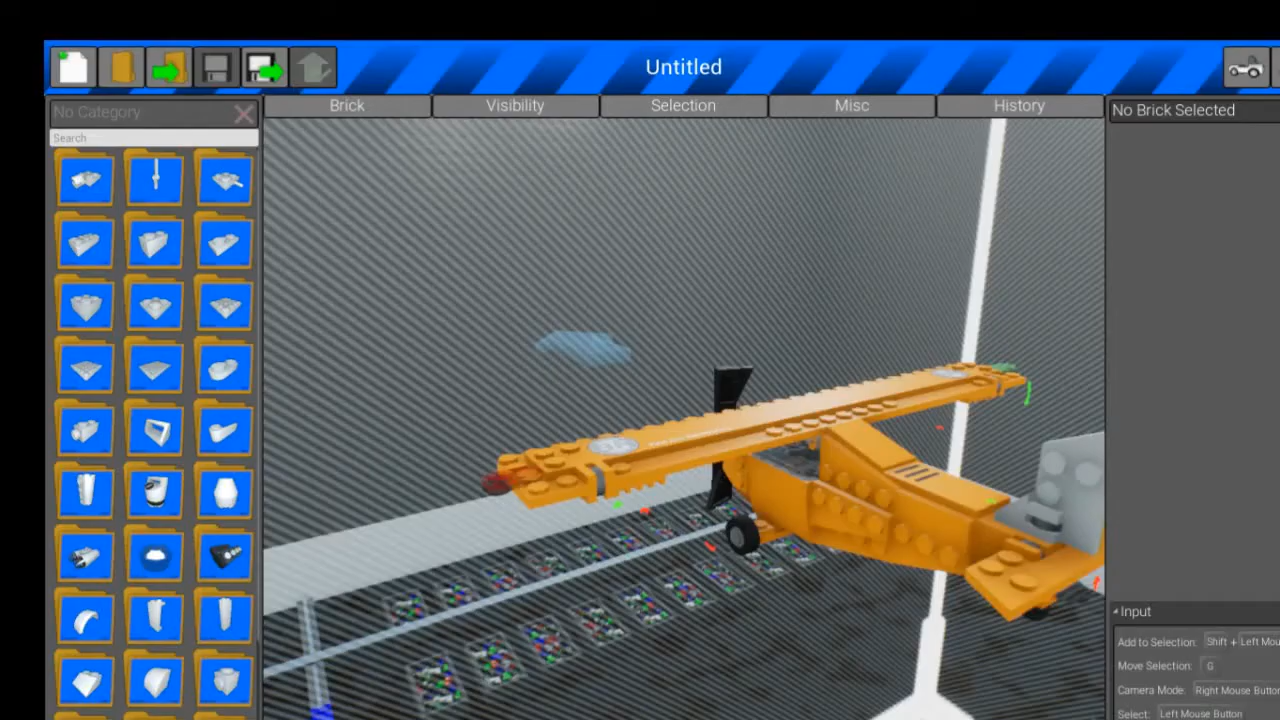 Untitled
No Category
Search
Brick
Visibility
Selection
Misc
History
No Brick Selected
Input
Add to Selection: Shift + Left Mou
Move Selection: G
Camera Mode: Right Mouse Button
Select: Left Mouse Button